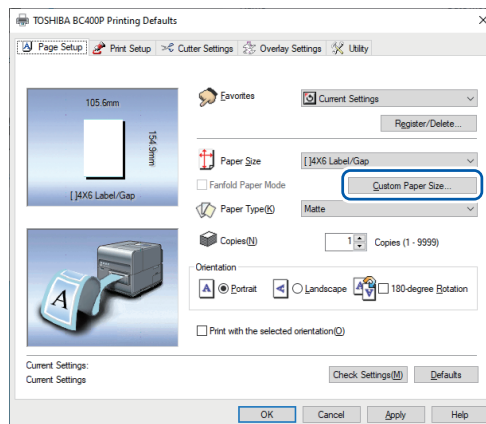 TOSHIBA BC400P Printing Defaults
Page Setup Print Setup Cutter Settings Overlay Settings Utility
105.6mm
154.9mm
[ ]4X6 Label/Gap
Favorites Current Settings
Register/Delete...
Paper Size [ ]4X6 Label/Gap
Fanfold Paper Mode Custom Paper Size...
Paper Type(K) Matte
Copies(N) 1 Copies (1 - 9999)
Orientation
A Portrait A Landscape A A 180-degree Rotation
Print with the selected orientation(O)
A
Current Settings:
Current Settings
Check Settings(M) Defaults
OK Cancel Apply Help